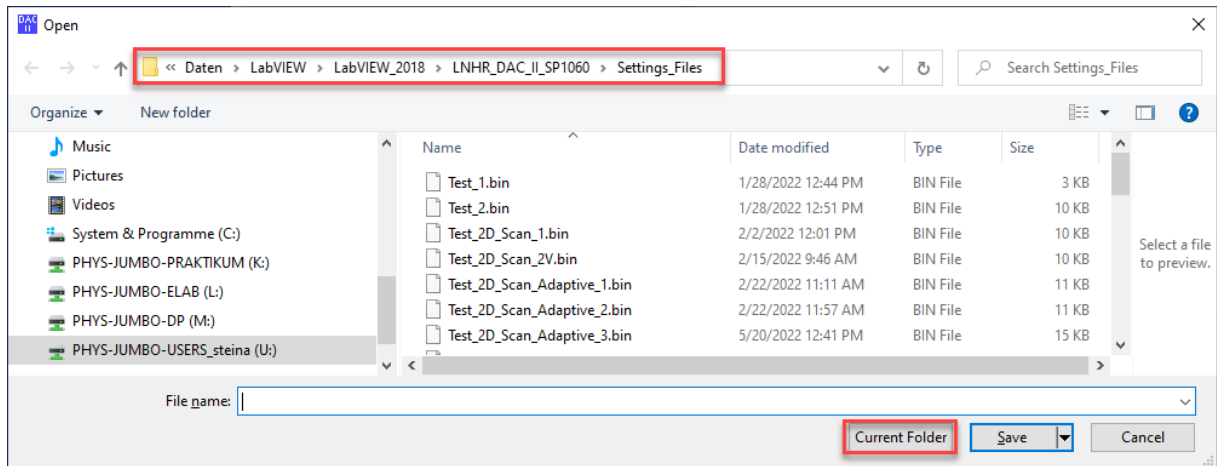 DAC II Open
« Daten > LabVIEW > LabVIEW_2018 > LNHR_DAC_II_SP1060 > Settings_Files Search Settings_Files
Organize New folder ?
Music
Pictures
Videos
System & Programme (C:)
PHYS-JUMBO-PRAKTIKUM (K:)
PHYS-JUMBO-ELAB (L:)
PHYS-JUMBO-DP (M:)
PHYS-JUMBO-USERS_steina (U:)
Name Date modified Type Size
Test_1.bin 1/28/2022 12:44 PM BIN File 3 KB
Test_2.bin 1/28/2022 12:51 PM BIN File 10 KB
Test_2D_Scan_1.bin 2/2/2022 12:01 PM BIN File 10 KB
Test_2D_Scan_2V.bin 2/15/2022 9:46 AM BIN File 10 KB
Test_2D_Scan_Adaptive_1.bin 2/22/2022 11:11 AM BIN File 11 KB
Test_2D_Scan_Adaptive_2.bin 2/22/2022 11:57 AM BIN File 11 KB
Test_2D_Scan_Adaptive_3.bin 5/20/2022 12:41 PM BIN File 15 KB
Select a file
to preview.
File name:
Current Folder Save Cancel